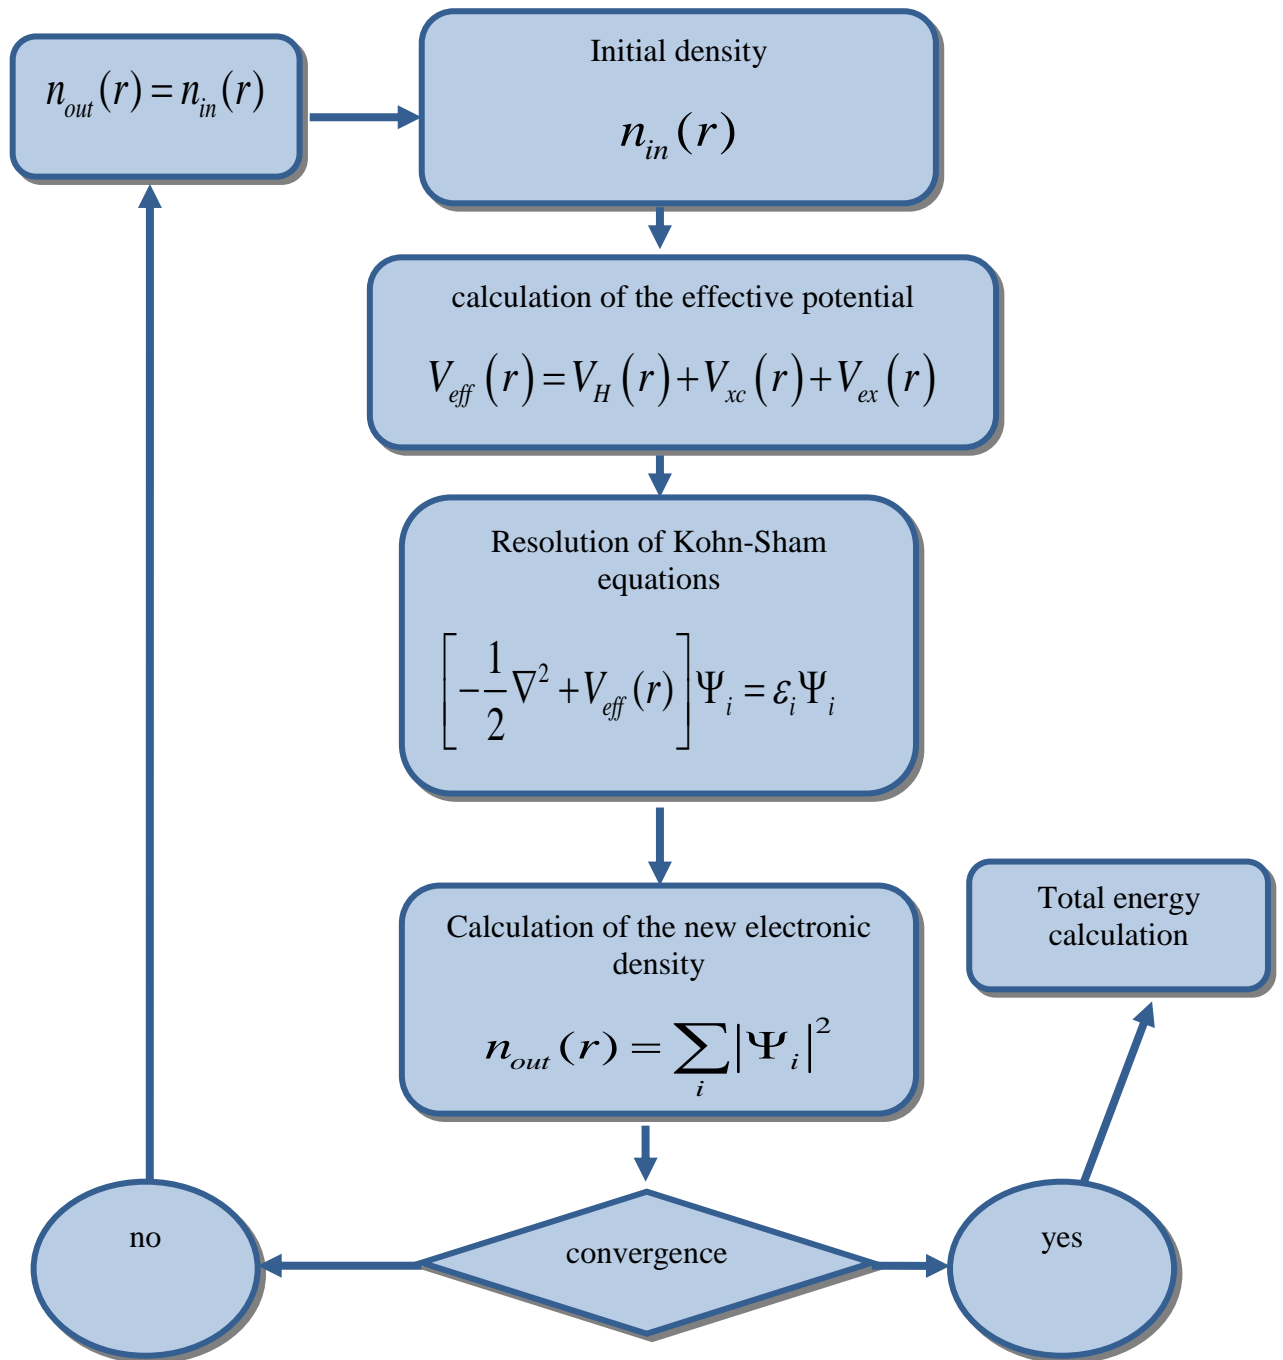 n_out(r) = n_in(r)
Initial density
n_in(r)
calculation of the effective potential
V_eff(r) = V_H(r) + V_xc(r) + V_ex(r)
Resolution of Kohn-Sham
equations
[-1/2 ∇² + V_eff(r)] Ψ_i = ε_i Ψ_i
Calculation of the new electronic
density
n_out(r) = ∑_i |Ψ_i|²
Total energy
calculation
no
convergence
yes